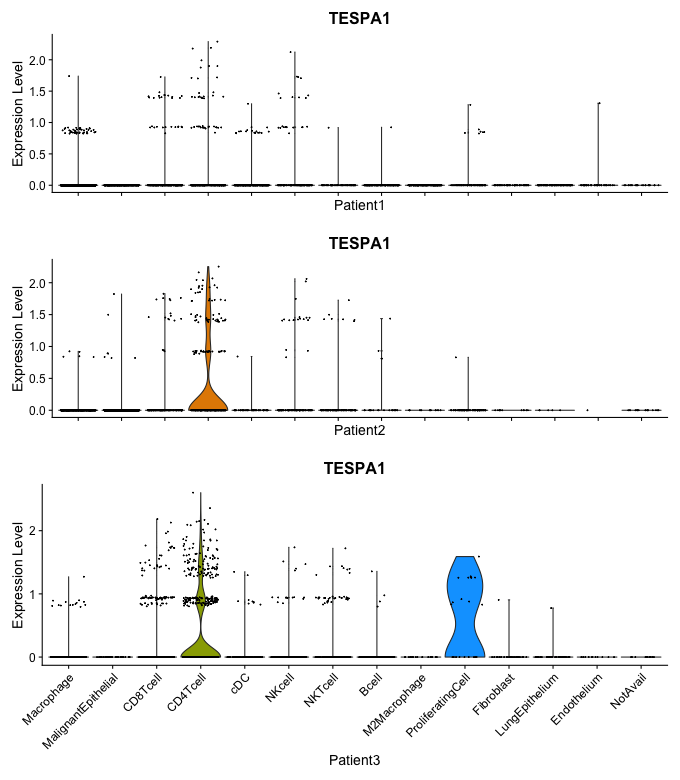 TESPA1
Expression Level
2.0
1.5
1.0
0.5
0.0
Patient1
TESPA1
Expression Level
2.0
1.5
1.0
0.5
0.0
Patient2
TESPA1
Expression Level
2
1
0
Macrophage
MalignantEpithelial
CD8Tcell
CD4Tcell
cDC
NKcell
NKTcell
Bcell
M2Macrophage
ProliferatingCell
Fibroblast
LungEpithelium
Endothelium
NotAvail
Patient3